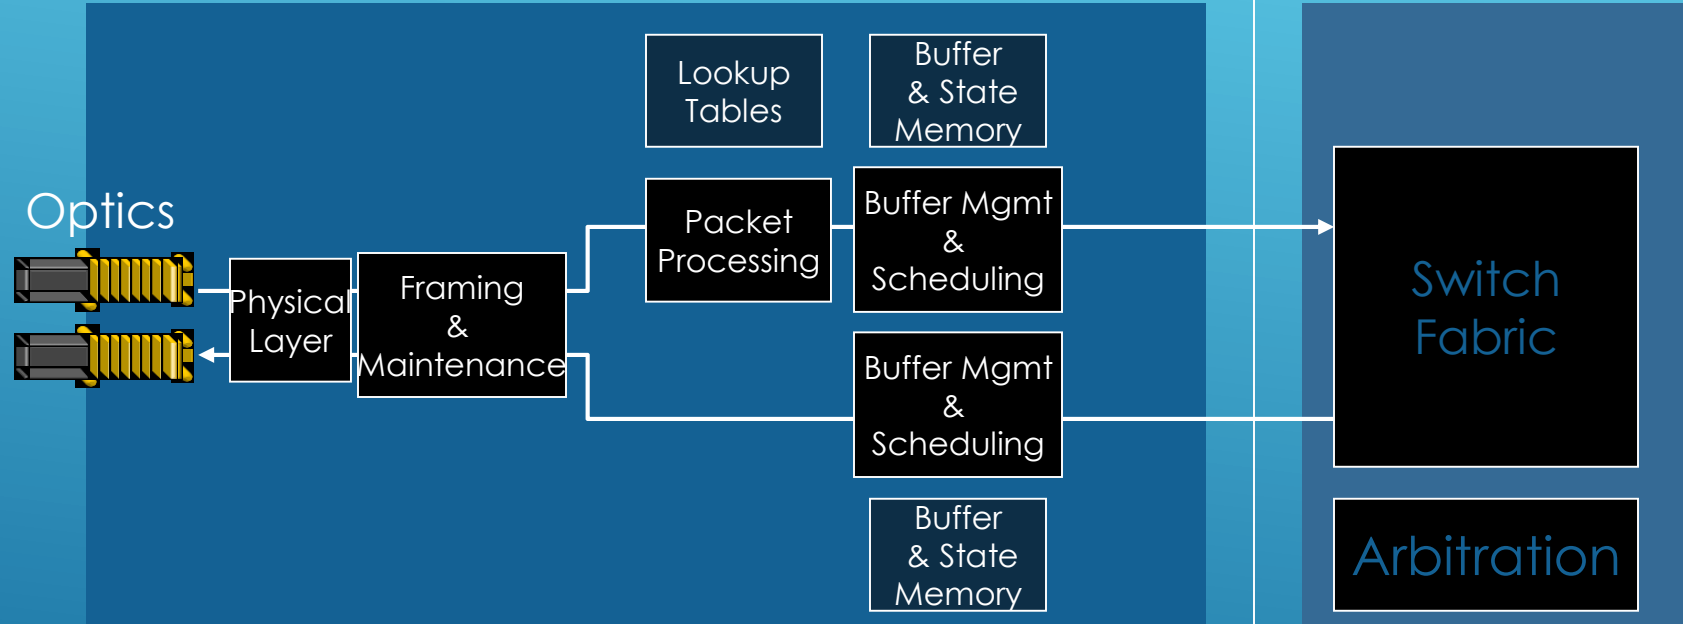 Optics
Physical
Layer
Framing
&
Maintenance
Lookup
Tables
Packet
Processing
Buffer
& State
Memory
Buffer Mgmt
&
Scheduling
Buffer Mgmt
&
Scheduling
Buffer
& State
Memory
Switch
Fabric
Arbitration